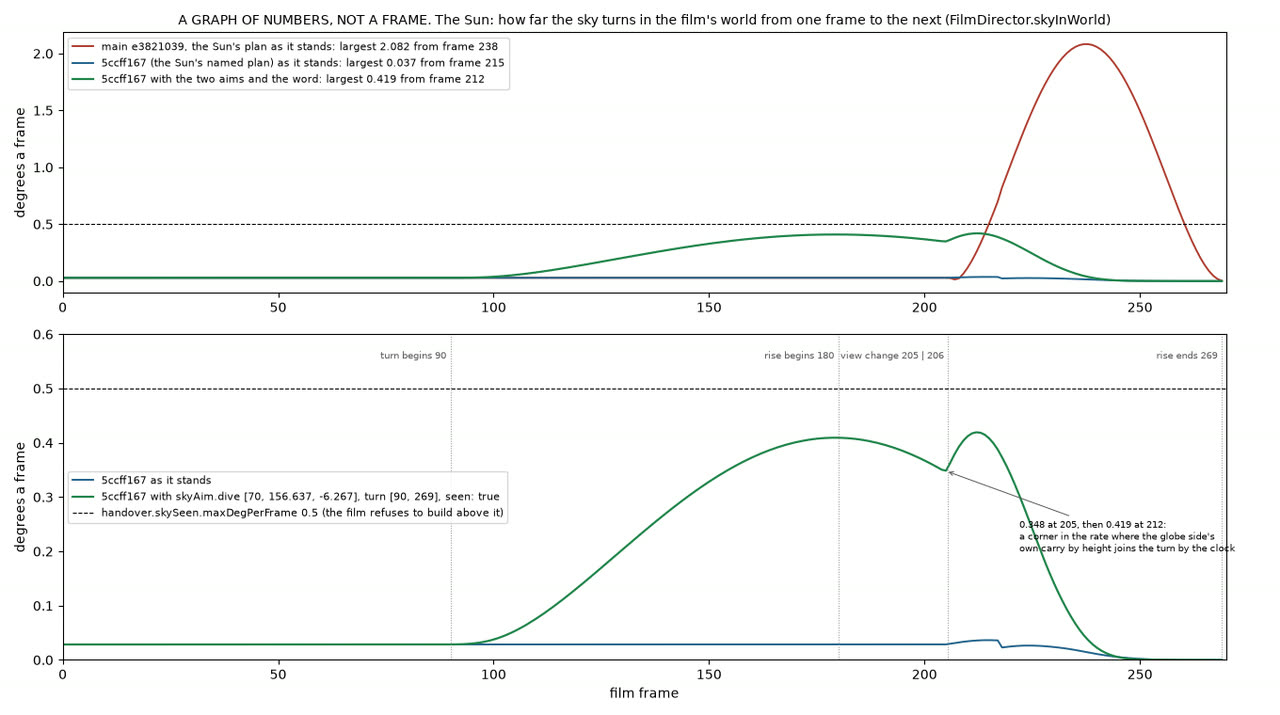 A GRAPH OF NUMBERS, NOT A FRAME. The Sun: how far the sky turns in the film's world from one frame to the next (FilmDirector.skyInWorld)
main e3821039, the Sun's plan as it stands: largest 2.082 from frame 238
5ccff167 (the Sun's named plan) as it stands: largest 0.037 from frame 215
5ccff167 with the two aims and the word: largest 0.419 from frame 212
degrees a frame
2.0
1.5
1.0
0.5
0.0
0 50 100 150 200 250
turn begins 90
rise begins 180
view change 205 | 206
rise ends 269
5ccff167 as it stands
5ccff167 with skyAim.dive [70, 156.637, -6.267], turn [90, 269], seen: true
handover.skySeen.maxDegPerFrame 0.5 (the film refuses to build above it)
0.348 at 205, then 0.419 at 212:
a corner in the rate where the globe side's
own carry by height joins the turn by the clock
degrees a frame
0.6
0.5
0.4
0.3
0.2
0.1
0.0
0 50 100 150 200 250
film frame